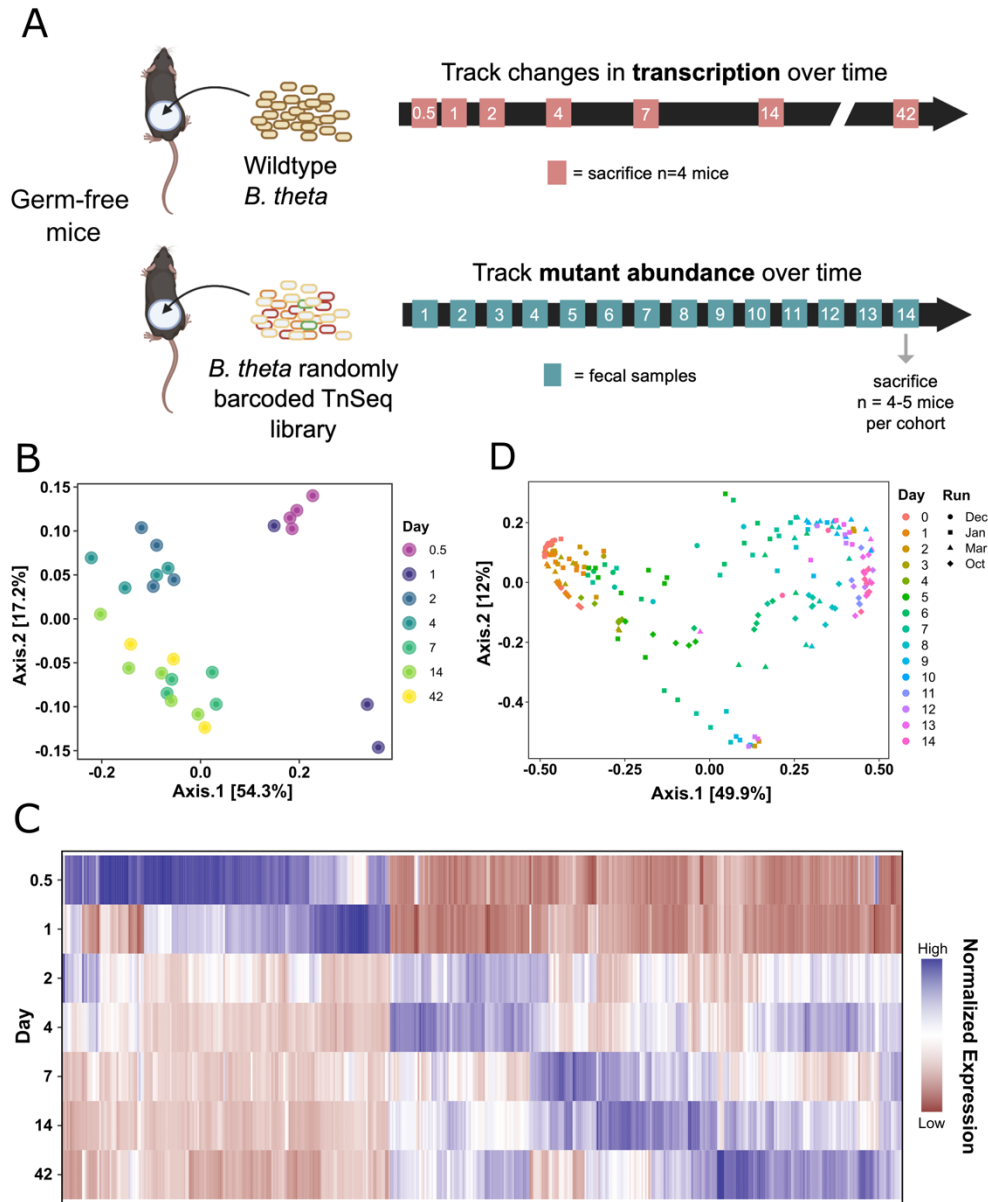 A
Track changes in transcription over time
0.5 1 2 4 7 14 42
Wildtype
B. theta
= sacrifice n=4 mice
Germ-free
mice
Track mutant abundance over time
1 2 3 4 5 6 7 8 9 10 11 12 13 14
B. theta randomly
barcoded TnSeq
library
= fecal samples
sacrifice
n = 4-5 mice
per cohort
B
0.15
0.10
0.05
0.00
-0.05
-0.10
-0.15
Axis.2 [17.2%]
-0.2 0.0 0.2
Axis.1 [54.3%]
Day
0.5
1
2
4
7
14
42
D
0.2
0.0
-0.2
-0.4
Axis.2 [12%]
-0.50 -0.25 0.00 0.25 0.50
Axis.1 [49.9%]
Day
0
1
2
3
4
5
6
7
8
9
10
11
12
13
14
Run
Dec
Jan
Mar
Oct
C
Day
0.5
1
2
4
7
14
42
High
Low
Normalized Expression